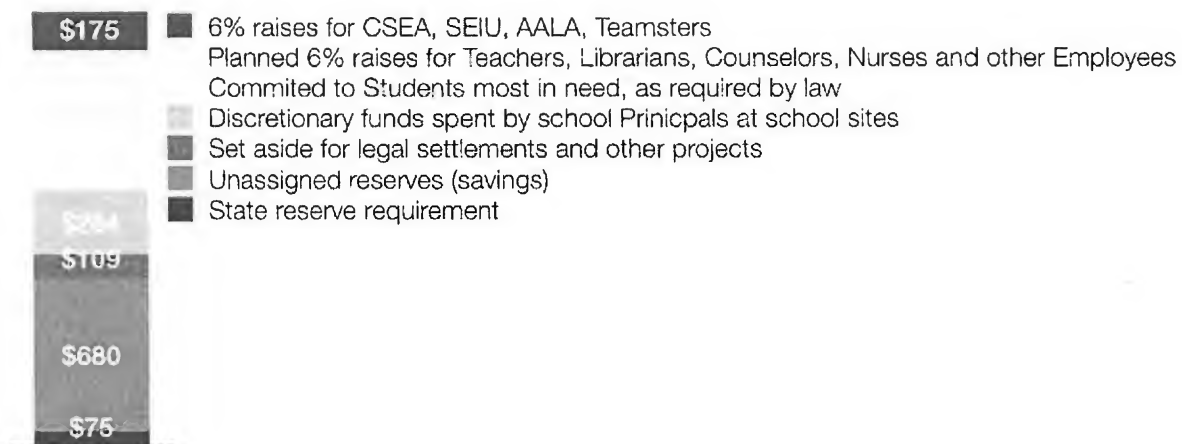 $175
6% raises for CSEA, SEIU, AALA, Teamsters
Planned 6% raises for Teachers, Librarians, Counselors, Nurses and other Employees
Commited to Students most in need, as required by law
Discretionary funds spent by school Prinicpals at school sites
Set aside for legal settlements and other projects
Unassigned reserves (savings)
State reserve requirement
$109
$680
$75